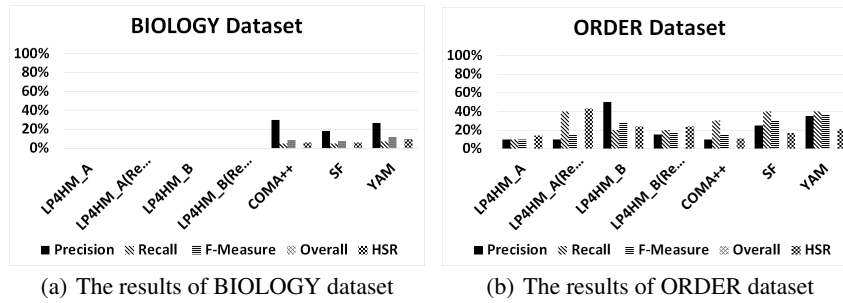 BIOLOGY Dataset
100%
80%
60%
40%
20%
0%
LP4HM_A
LP4HM_A(Re...
LP4HM_B
LP4HM_B(Re...
COMA++
SF
YAM
Precision Recall F-Measure Overall HSR
(a) The results of BIOLOGY dataset
ORDER Dataset
100%
80%
60%
40%
20%
0%
LP4HM_A
LP4HM_A(Re...
LP4HM_B
LP4HM_B(Re...
COMA++
SF
YAM
Precision Recall F-Measure Overall HSR
(b) The results of ORDER dataset